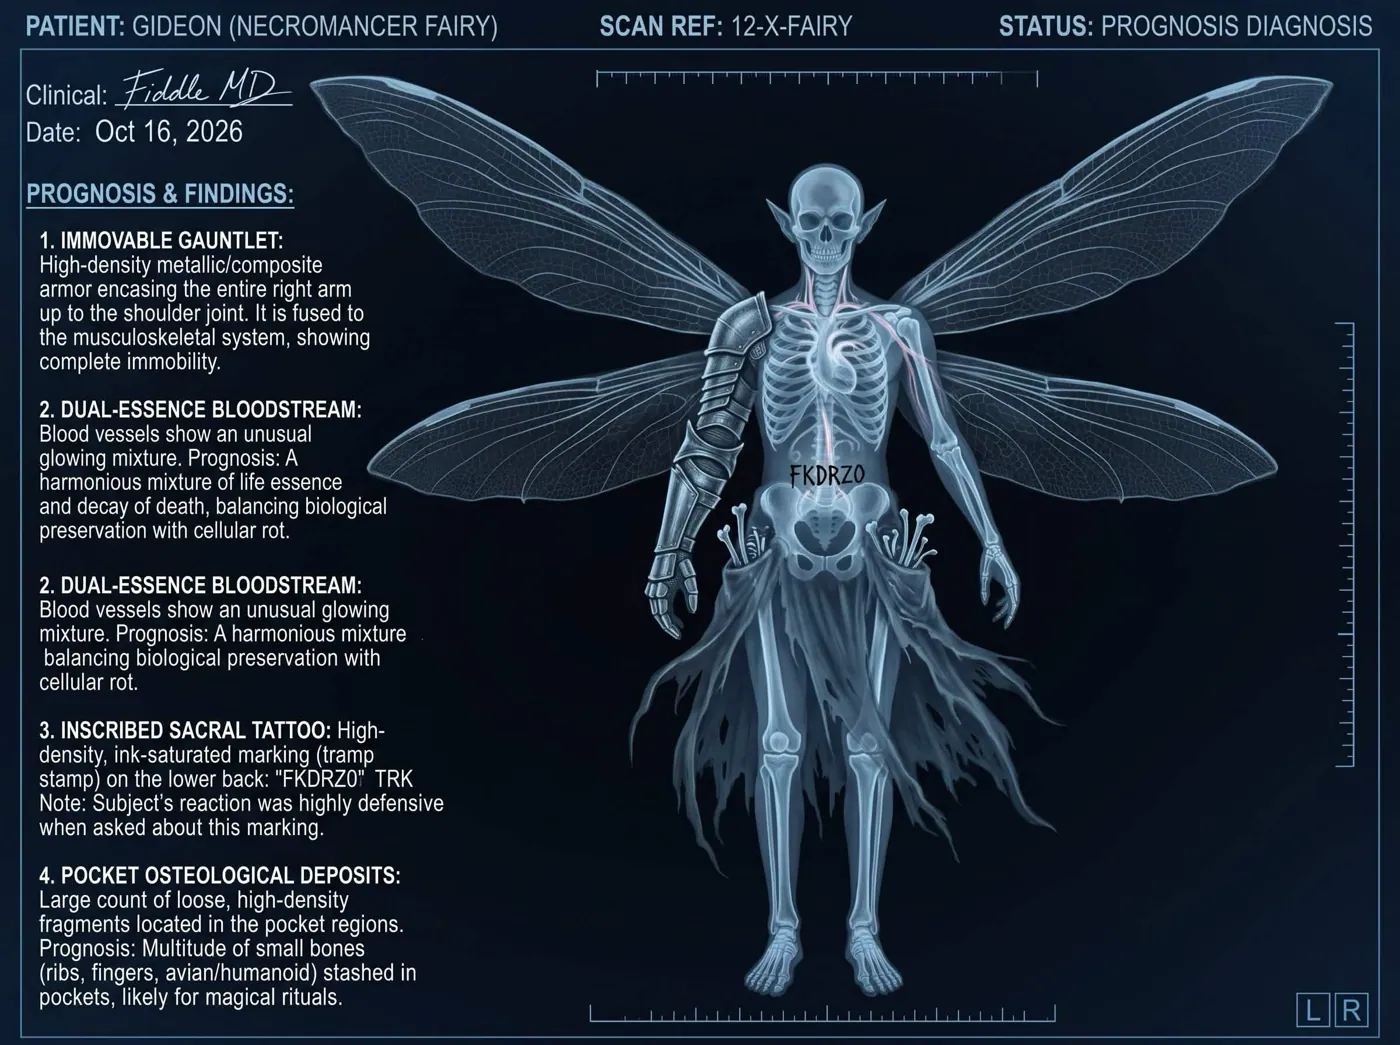 PATIENT: GIDEON (NECROMANCER FAIRY)
SCAN REF: 12-X-FAIRY
STATUS: PROGNOSIS DIAGNOSIS
Clinical: Fiddle MD
Date: Oct 16, 2026
PROGNOSIS & FINDINGS:
1. IMMOVABLE GAUNTLET:
High-density metallic/composite
armor encasing the entire right arm
up to the shoulder joint. It is fused to
the musculoskeletal system, showing
complete immobility.
2. DUAL-ESSENCE BLOODSTREAM:
Blood vessels show an unusual
glowing mixture. Prognosis: A
harmonious mixture of life essence
and decay of death, balancing biological
preservation with cellular rot.
2. DUAL-ESSENCE BLOODSTREAM:
Blood vessels show an unusual glowing
mixture. Prognosis: A harmonious mixture
balancing biological preservation with
cellular rot.
3. INSCRIBED SACRAL TATTOO: High-
density, ink-saturated marking (tramp
stamp) on the lower back: "FKDRZ0" TRK
Note: Subject's reaction was highly defensive
when asked about this marking.
4. POCKET OSTEOLOGICAL DEPOSITS:
Large count of loose, high-density
fragments located in the pocket regions.
Prognosis: Multitude of small bones
(ribs, fingers, avian/humanoid) stashed in
pockets, likely for magical rituals.
FKDRZO
L R